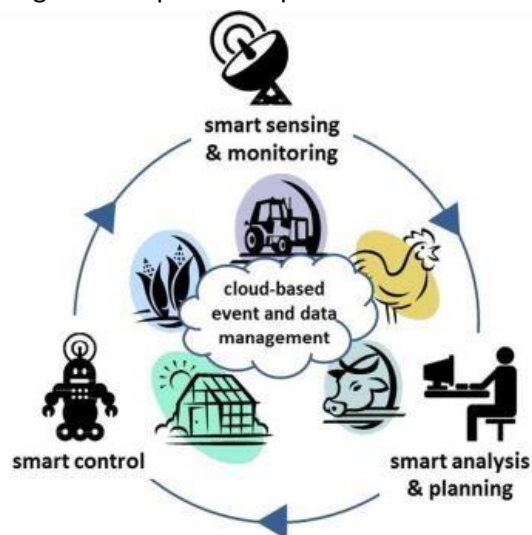 smart sensing
& monitoring
cloud-based
event and data
management
smart control
smart analysis
& planning